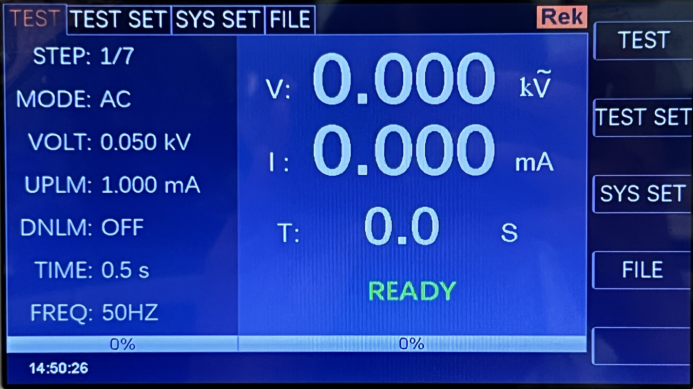 TEST TEST SET SYS SET FILE Rek
STEP: 1/7
MODE: AC
VOLT: 0.050 kV
UPLM: 1.000 mA
DNLM: OFF
TIME: 0.5 s
FREQ: 50HZ
V: 0.000 kṼ
I: 0.000 mA
T: 0.0 S
READY
0% 0%
14:50:26
TEST
TEST SET
SYS SET
FILE